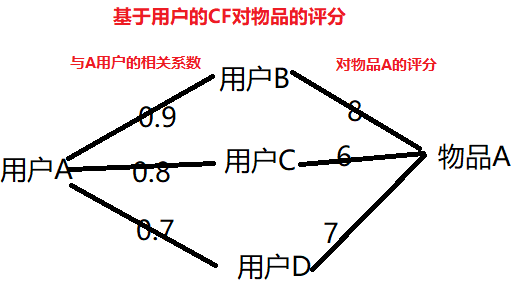 基于用户的CF对物品的评分
与A用户的相关系数
对物品A的评分
用户B
0.9
8
用户A
0.8
用户C
6
物品A
0.7
7
用户D